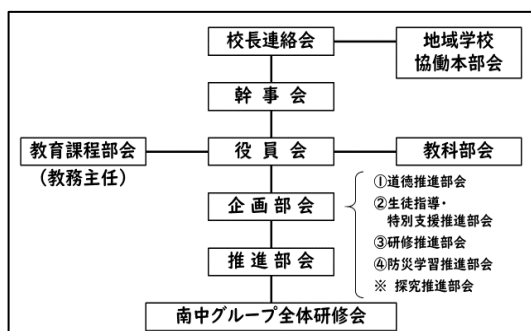 校長連絡会
地域学校
協働本部会
幹事会
教育課程部会
(教務主任)
役員会
教科部会
企画部会
①道徳推進部会
②生徒指導・
特別支援推進部会
③研修推進部会
④防災学習推進部会
※ 探究推進部会
推進部会
南中グループ全体研修会